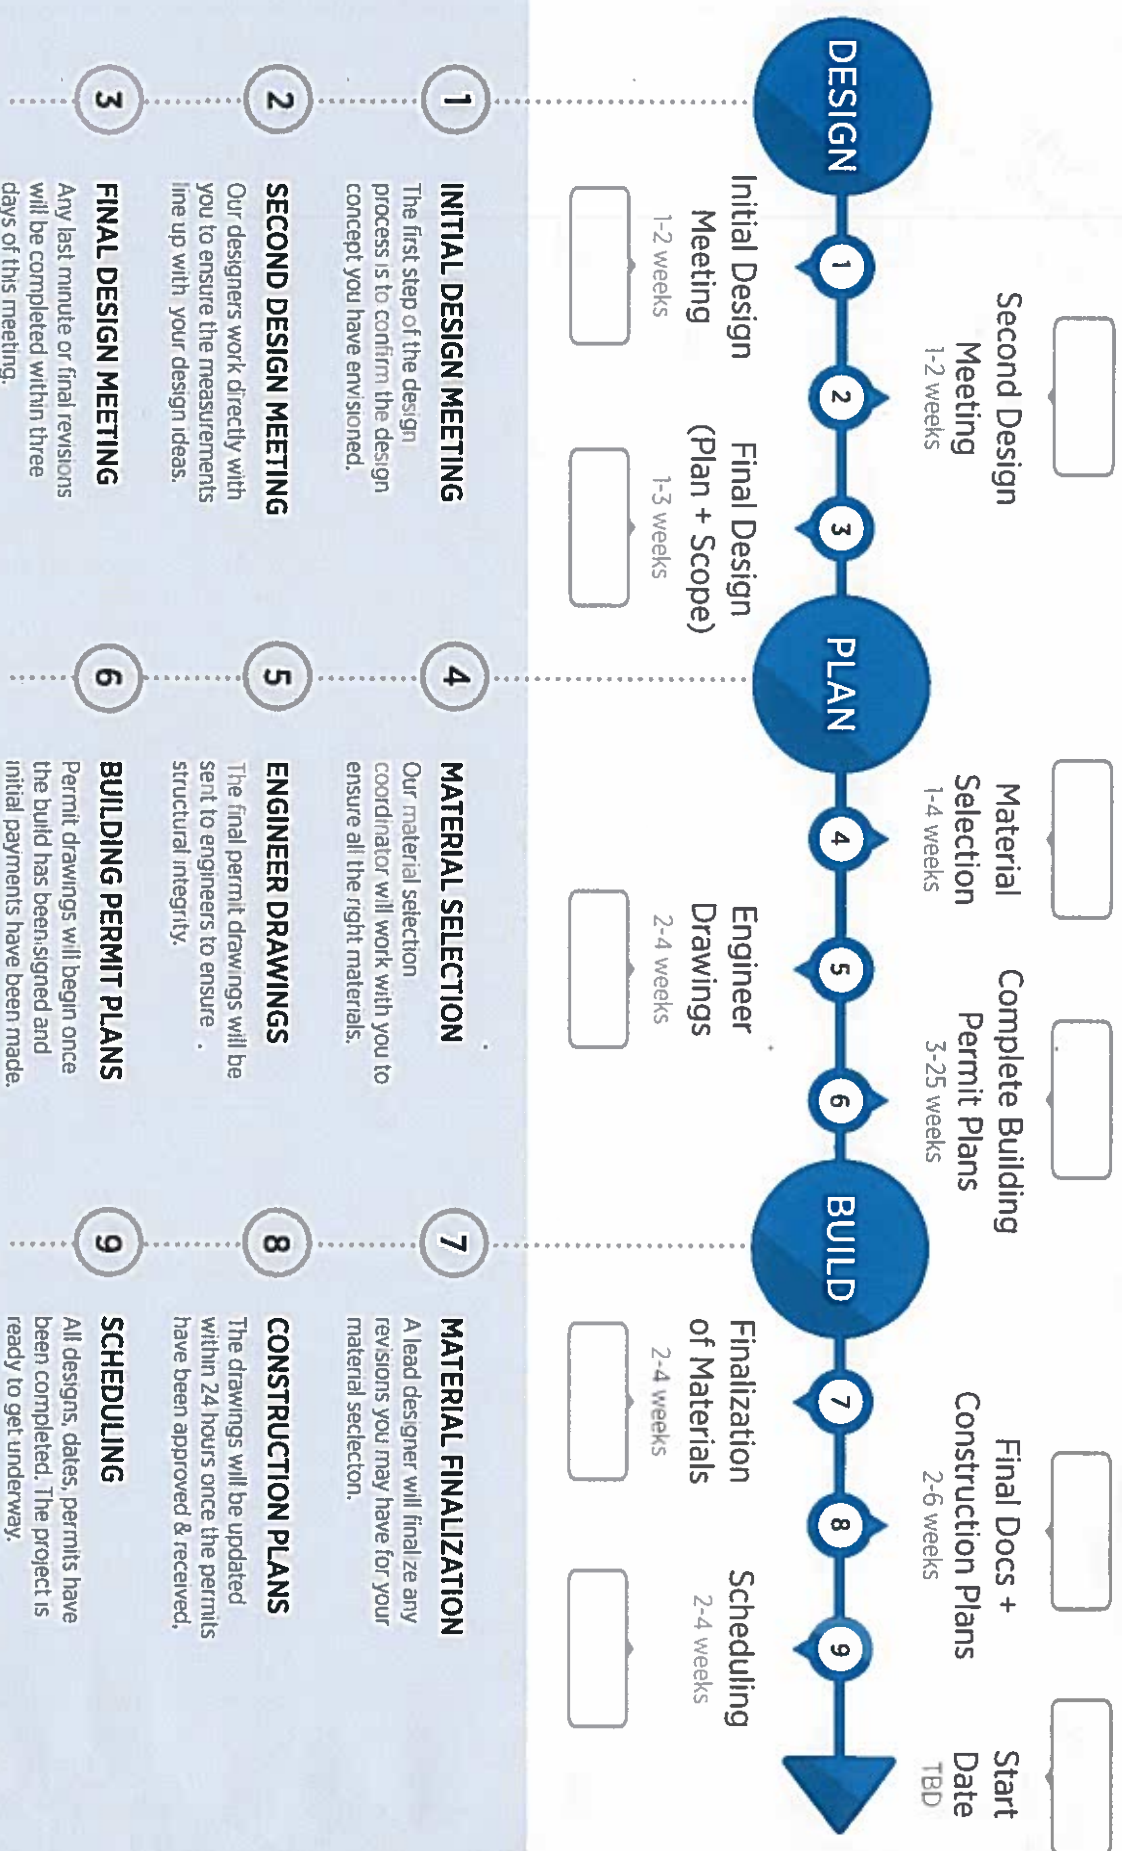 Second Design
Meeting
1-2 weeks
Material
Selection
1-4 weeks
Complete Building
Permit Plans
3-25 weeks
Final Docs +
Construction Plans
2-6 weeks
Start
Date
TBD
DESIGN
1
2
3
PLAN
4
5
6
BUILD
7
8
9
Initial Design
Meeting
1-2 weeks
Final Design
(Plan + Scope)
1-3 weeks
Engineer
Drawings
2-4 weeks
Finalization
of Materials
2-4 weeks
Scheduling
2-4 weeks
1
INITIAL DESIGN MEETING
The first step of the design
process is to confirm the design
concept you have envisioned.
2
SECOND DESIGN MEETING
Our designers work directly with
you to ensure the measurements
line up with your design ideas.
3
FINAL DESIGN MEETING
Any last minute or final revisions
will be completed within three
days of this meeting.
4
MATERIAL SELECTION
Our material selection
coordinator will work with you to
ensure all the right materials.
5
ENGINEER DRAWINGS
The final permit drawings will be
sent to engineers to ensure
structural integrity.
6
BUILDING PERMIT PLANS
Permit drawings will begin once
the build has been signed and
initial payments have been made.
7
MATERIAL FINALIZATION
A lead designer will finalize any
revisions you may have for your
material seclecton.
8
CONSTRUCTION PLANS
The drawings will be updated
within 24 hours once the permits
have been approved & received.
9
SCHEDULING
All designs, dates, permits have
been completed. The project is
ready to get underway.